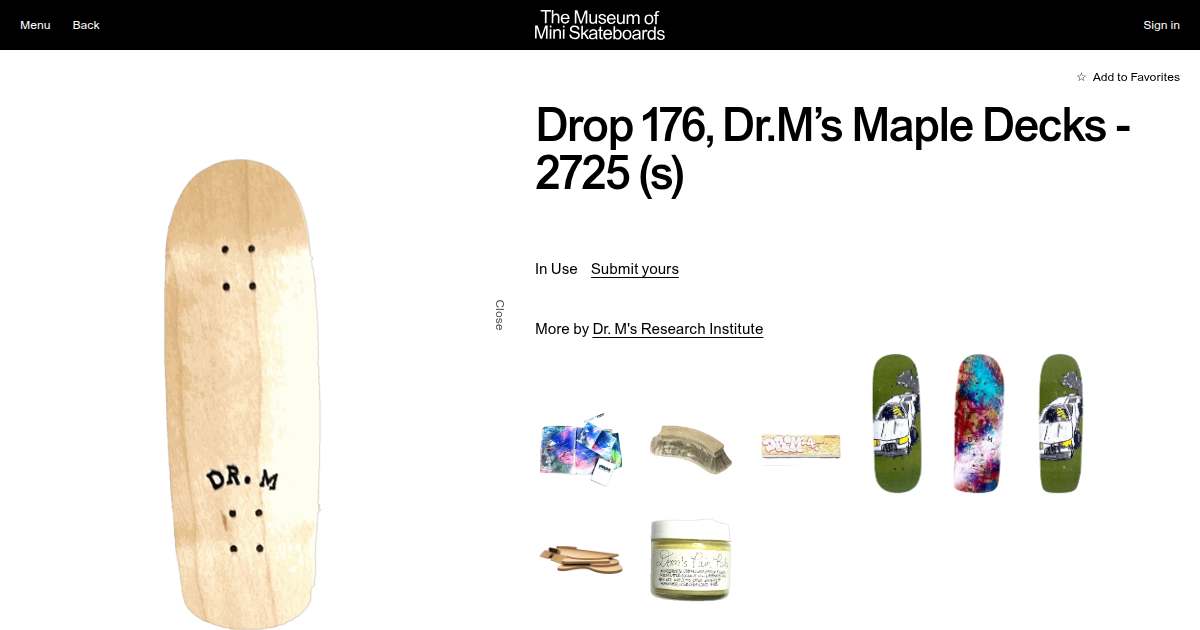 Menu
Back
The Museum of
Mini Skateboards
Sign in
☆ Add to Favorites
Drop 176, Dr.M’s Maple Decks -
2725 (s)
In Use
Submit yours
Close
More by Dr. M's Research Institute
DR. M